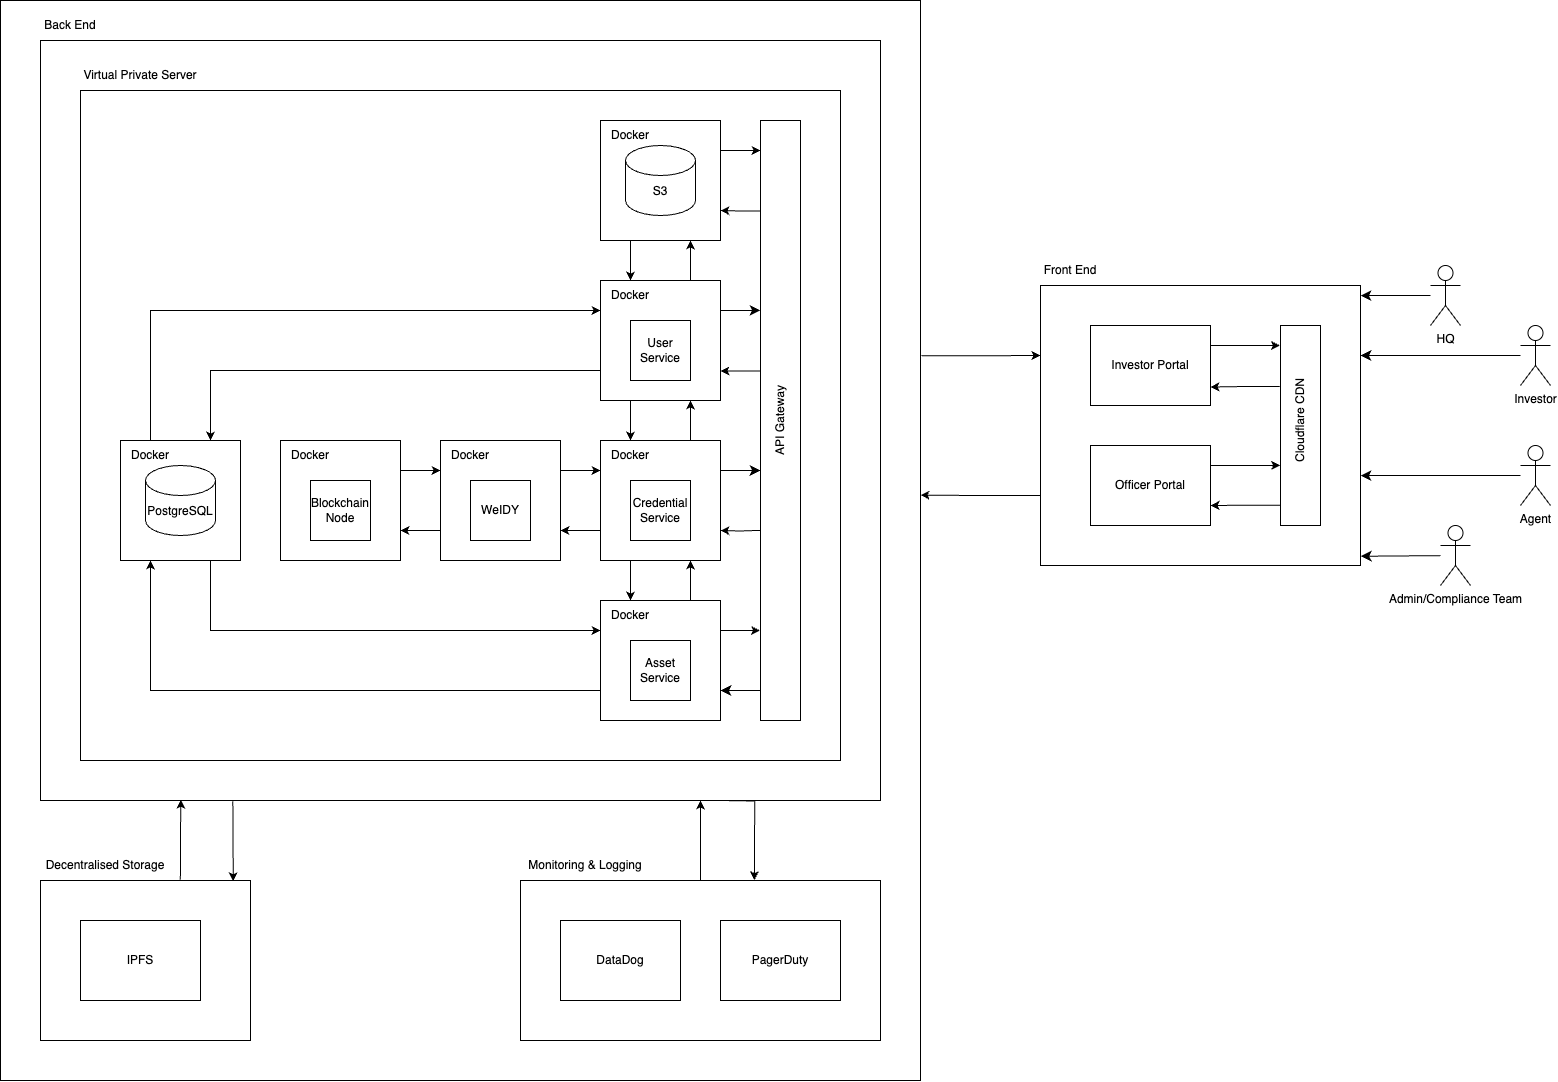 Back End
Virtual Private Server
Docker
S3
Docker
User
Service
Docker
PostgreSQL
Docker
Blockchain
Node
Docker
WeIDY
Docker
Credential
Service
Docker
Asset
Service
API Gateway
Decentralised Storage
IPFS
Monitoring & Logging
DataDog
PagerDuty
Front End
Investor Portal
Officer Portal
Cloudflare CDN
HQ
Investor
Agent
Admin/Compliance Team